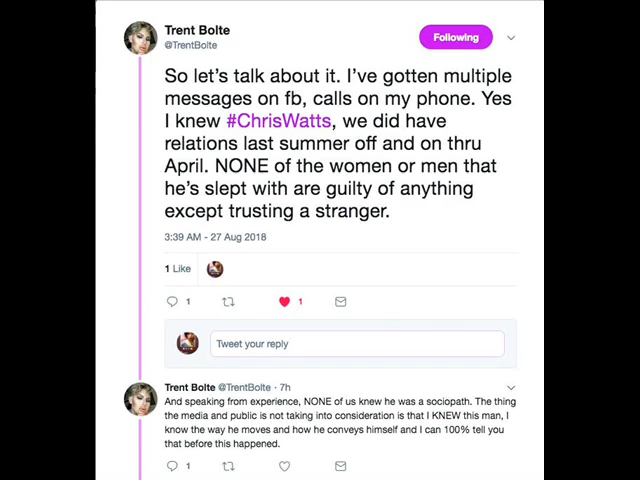 Trent Bolte
@TrentBolte
Following
So let's talk about it. I've gotten multiple
messages on fb, calls on my phone. Yes
I knew #ChrisWatts, we did have
relations last summer off and on thru
April. NONE of the women or men that
he's slept with are guilty of anything
except trusting a stranger.
3:39 AM - 27 Aug 2018
1 Like
1
1
Tweet your reply
Trent Bolte @TrentBolte · 7h
And speaking from experience, NONE of us knew he was a sociopath. The thing
the media and public is not taking into consideration is that I KNEW this man, I
know the way he moves and how he conveys himself and I can 100% tell you
that before this happened.
1